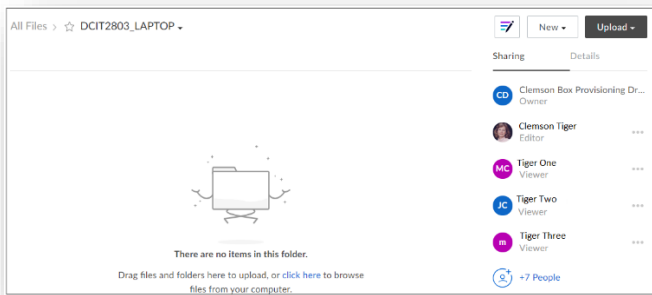 All Files > DCIT2803_LAPTOP
New
Upload
Sharing
Details
CD
Clemson Box Provisioning Dr...
Owner
Clemson Tiger
Editor
MC
Tiger One
Viewer
JC
Tiger Two
Viewer
m
Tiger Three
Viewer
+7 People
There are no items in this folder.
Drag files and folders here to upload, or click here to browse
files from your computer.